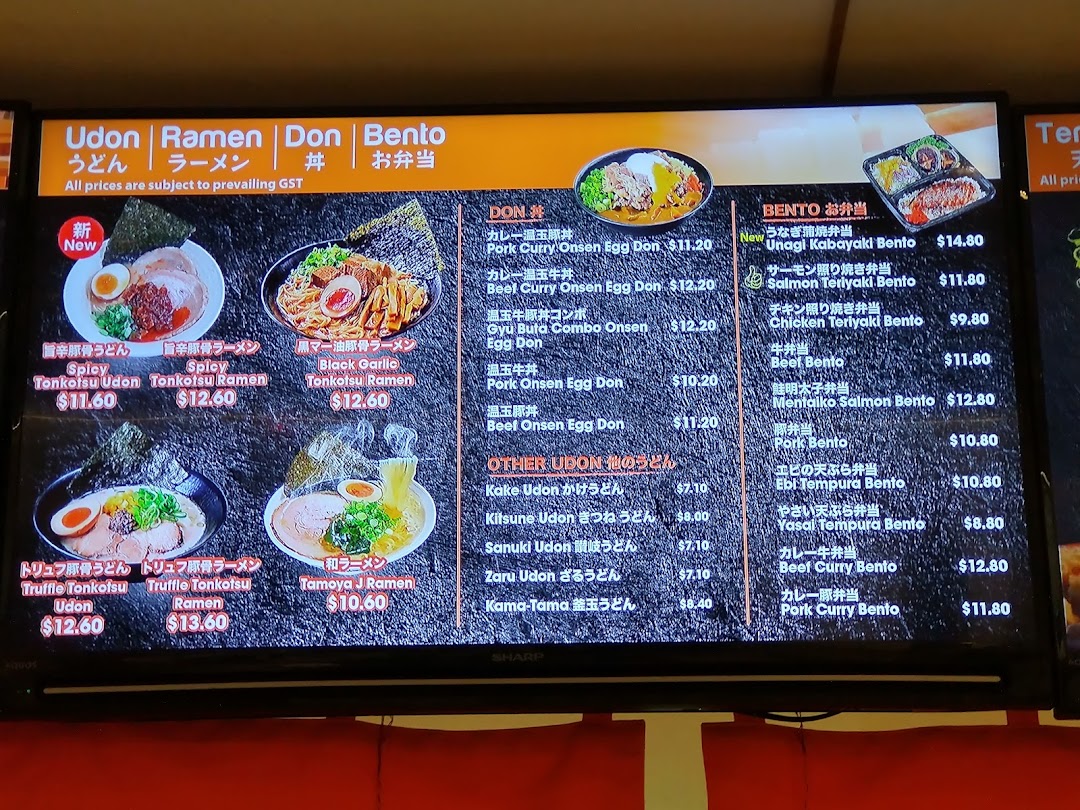 Udon | Ramen | Don | Bento
うどん ラーメン 丼 お弁当
All prices are subject to prevailing GST
新
New
旨辛豚骨うどん
Spicy
Tonkotsu Udon
$11.60
旨辛豚骨ラーメン
Spicy
Tonkotsu Ramen
$12.60
黒マー油豚骨ラーメン
Black Garlic
Tonkotsu Ramen
$12.60
トリュフ豚骨うどん
Truffle Tonkotsu
Udon
$12.60
トリュフ豚骨ラーメン
Truffle Tonkotsu
Ramen
$13.60
和ラーメン
Tamoya J Ramen
$10.60
DON 丼
カレー温玉豚丼
Pork Curry Onsen Egg Don $11.20
カレー温玉牛丼
Beef Curry Onsen Egg Don $12.20
温玉牛豚丼コンボ
Gyu Buta Combo Onsen $12.20
Egg Don
温玉牛丼
Pork Onsen Egg Don $10.20
温玉豚丼
Beef Onsen Egg Don $11.20
OTHER UDON 他のうどん
Kake Udon かけうどん $7.10
Kitsune Udon きつねうどん $8.00
Sanuki Udon 讃岐うどん $7.10
Zaru Udon ざるうどん $7.10
Kama-Tama 釜玉うどん $8.40
BENTO お弁当
うなぎ蒲焼弁当
New Unagi Kabayaki Bento $14.80
サーモン照り焼き弁当
Salmon Teriyaki Bento $11.80
チキン照り焼き弁当
Chicken Teriyaki Bento $9.80
牛弁当
Beef Bento $11.80
鮭明太子弁当
Mentaiko Salmon Bento $12.80
豚弁当
Pork Bento $10.80
エビの天ぷら弁当
Ebi Tempura Bento $10.80
やさい天ぷら弁当
Yasai Tempura Bento $8.80
カレー牛弁当
Beef Curry Bento $12.80
カレー豚弁当
Pork Curry Bento $11.80
SHARP
AQUOS
Tem
All pri